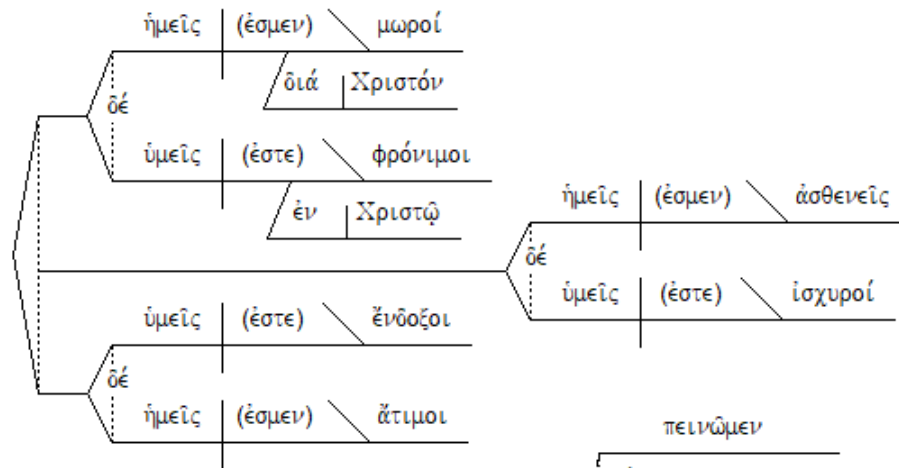 ἡμεῖς (ἐσμεν) μωροί
διά Χριστόν
δέ
ὑμεῖς (ἐστε) φρόνιμοι
ἐν Χριστῷ
ἡμεῖς (ἐσμεν) ἀσθενεῖς
δέ
ὑμεῖς (ἐστε) ἰσχυροί
ὑμεῖς (ἐστε) ἔνδοξοι
δέ
ἡμεῖς (ἐσμεν) ἄτιμοι
πεινῶμεν